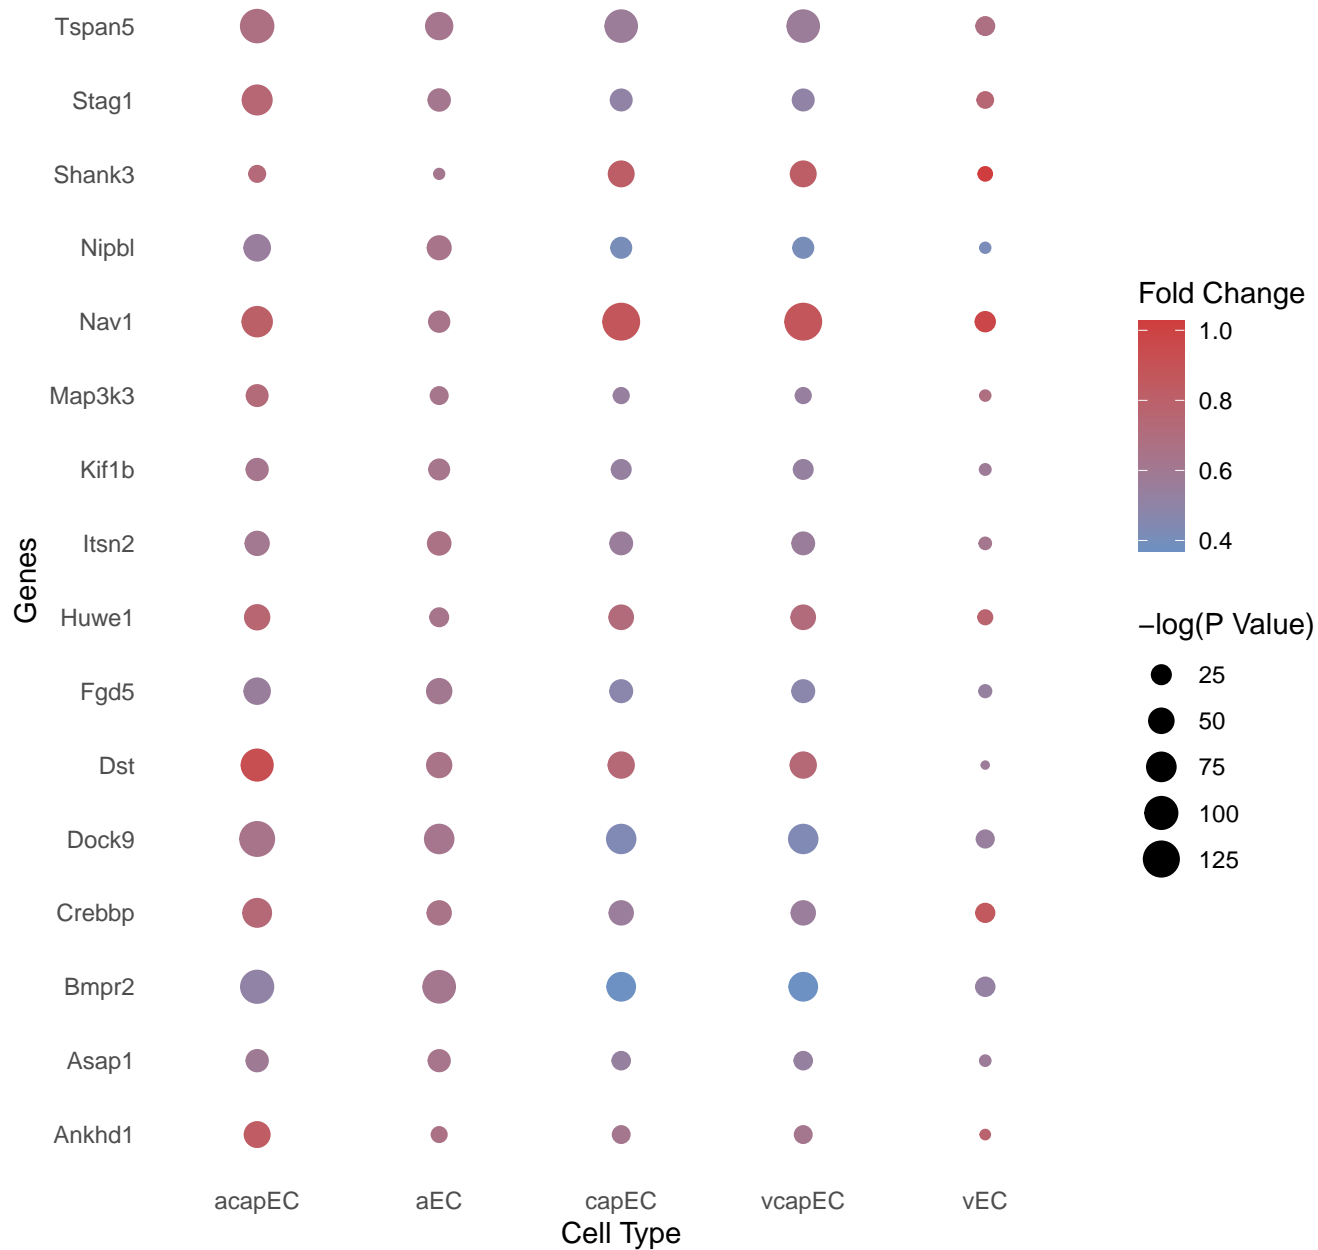 Tspan5
Stag1
Shank3
Nipbl
Nav1
Map3k3
Kif1b
Itsn2
Huwe1
Fgd5
Dst
Dock9
Crebbp
Bmpr2
Asap1
Ankhd1
Genes
acapEC aEC capEC vcapEC vEC
Cell Type
Fold Change
1.0
0.8
0.6
0.4
−log(P Value)
25
50
75
100
125